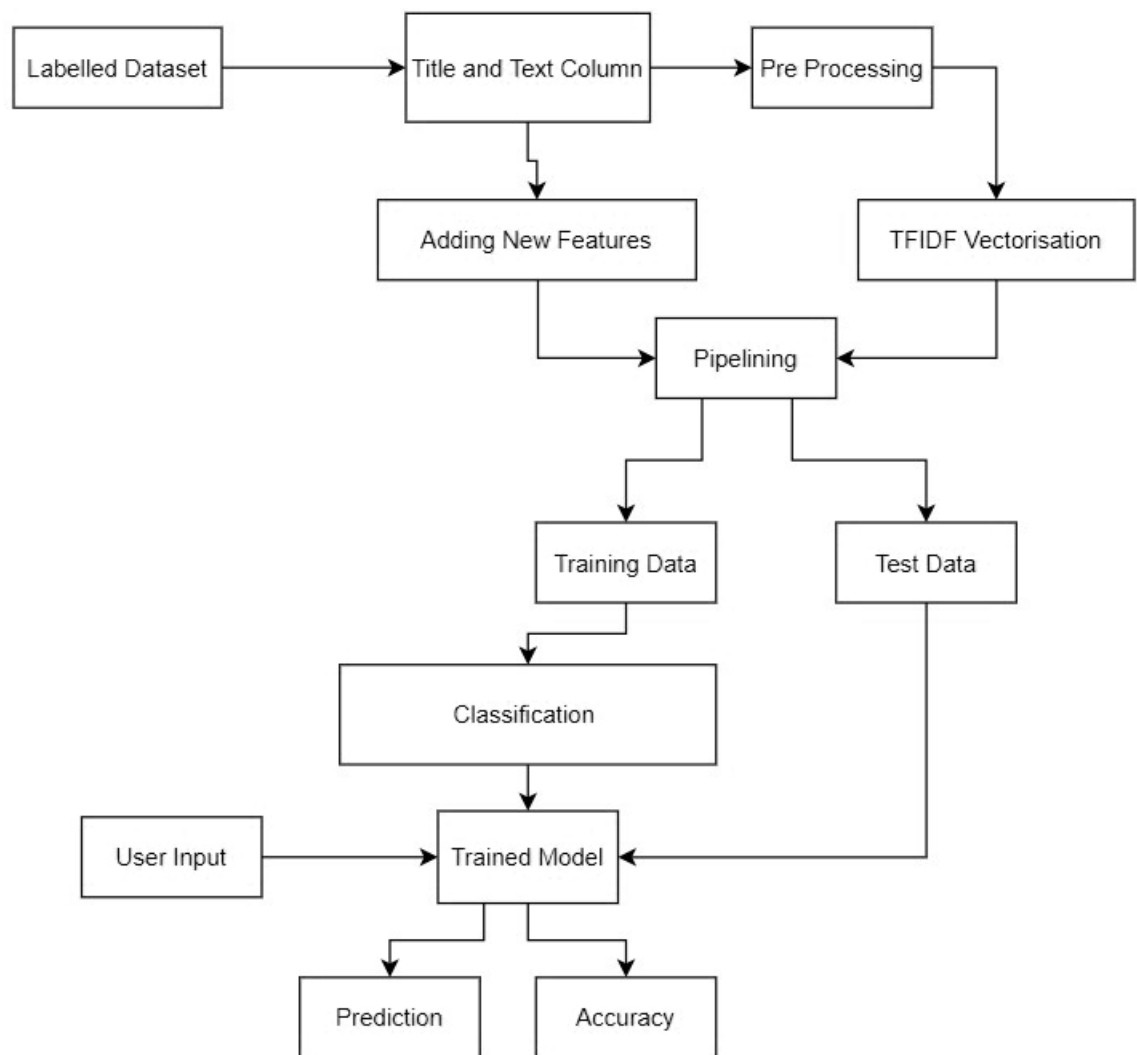 Labelled Dataset
Title and Text Column
Pre Processing
Adding New Features
TFIDF Vectorisation
Pipelining
Training Data
Test Data
Classification
User Input
Trained Model
Prediction
Accuracy